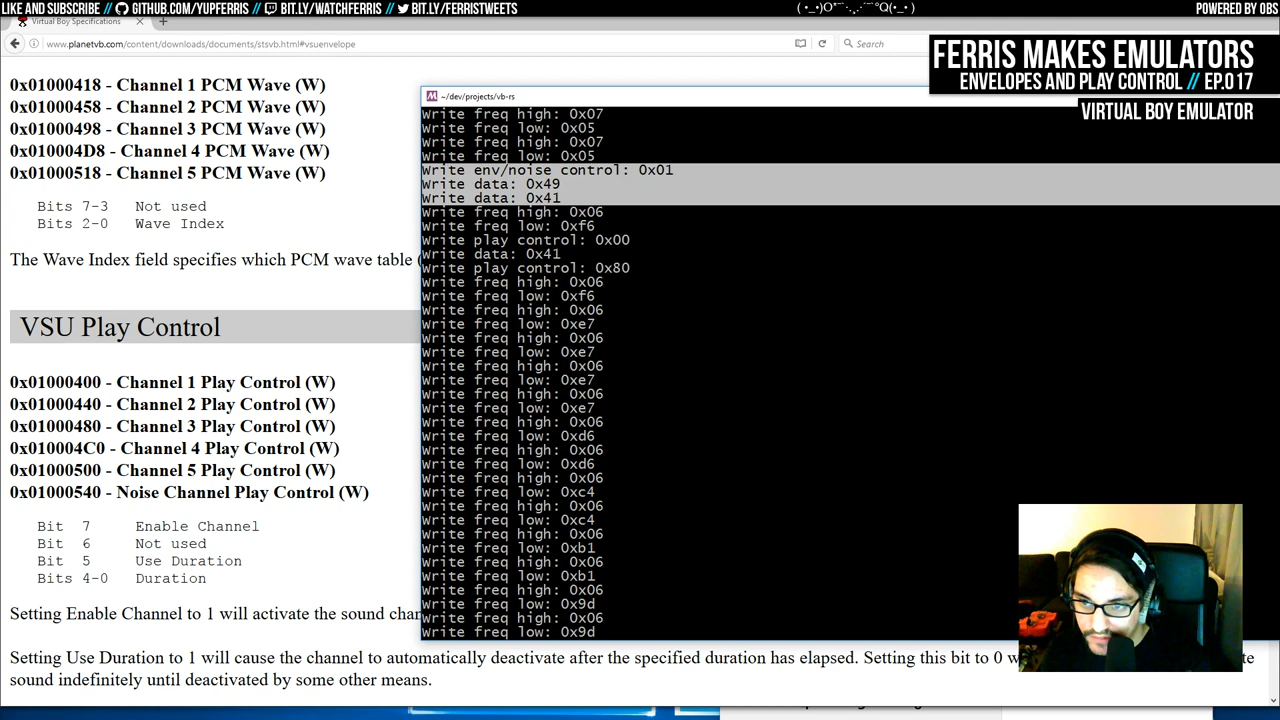 LIKE AND SUBSCRIBE // GITHUB.COM/YUPFERRIS // BIT.LY/WATCHFERRIS // BIT.LY/FERRISTWEETS
POWERED BY OBS
Virtual Boy Specifications
www.planetvb.com/content/downloads/documents/stsvb.html#vsuenvelope
Search
FERRIS MAKES EMULATORS
ENVELOPES AND PLAY CONTROL // EP.017
VIRTUAL BOY EMULATOR
0x01000418 - Channel 1 PCM Wave (W)
0x01000458 - Channel 2 PCM Wave (W)
0x01000498 - Channel 3 PCM Wave (W)
0x010004D8 - Channel 4 PCM Wave (W)
0x01000518 - Channel 5 PCM Wave (W)
Bits 7-3 Not used
Bits 2-0 Wave Index
The Wave Index field specifies which PCM wave table (
VSU Play Control
0x01000400 - Channel 1 Play Control (W)
0x01000440 - Channel 2 Play Control (W)
0x01000480 - Channel 3 Play Control (W)
0x010004C0 - Channel 4 Play Control (W)
0x01000500 - Channel 5 Play Control (W)
0x01000540 - Noise Channel Play Control (W)
Bit 7 Enable Channel
Bit 6 Not used
Bit 5 Use Duration
Bits 4-0 Duration
Setting Enable Channel to 1 will activate the sound chan
Setting Use Duration to 1 will cause the channel to automatically deactivate after the specified duration has elapsed. Setting this bit to 0 w
sound indefinitely until deactivated by some other means.
~/dev/projects/vb-rs
Write freq high: 0x07
Write freq low: 0x05
Write freq high: 0x07
Write freq low: 0x05
Write env/noise control: 0x01
Write data: 0x49
Write data: 0x41
Write freq high: 0x06
Write freq low: 0xf6
Write play control: 0x00
Write data: 0x41
Write play control: 0x80
Write freq high: 0x06
Write freq low: 0xf6
Write freq high: 0x06
Write freq low: 0xe7
Write freq high: 0x06
Write freq low: 0xe7
Write freq high: 0x06
Write freq low: 0xe7
Write freq high: 0x06
Write freq low: 0xe7
Write freq high: 0x06
Write freq low: 0xd6
Write freq high: 0x06
Write freq low: 0xd6
Write freq high: 0x06
Write freq low: 0xc4
Write freq high: 0x06
Write freq low: 0xc4
Write freq high: 0x06
Write freq low: 0xb1
Write freq high: 0x06
Write freq low: 0xb1
Write freq high: 0x06
Write freq low: 0x9d
Write freq high: 0x06
Write freq low: 0x9d